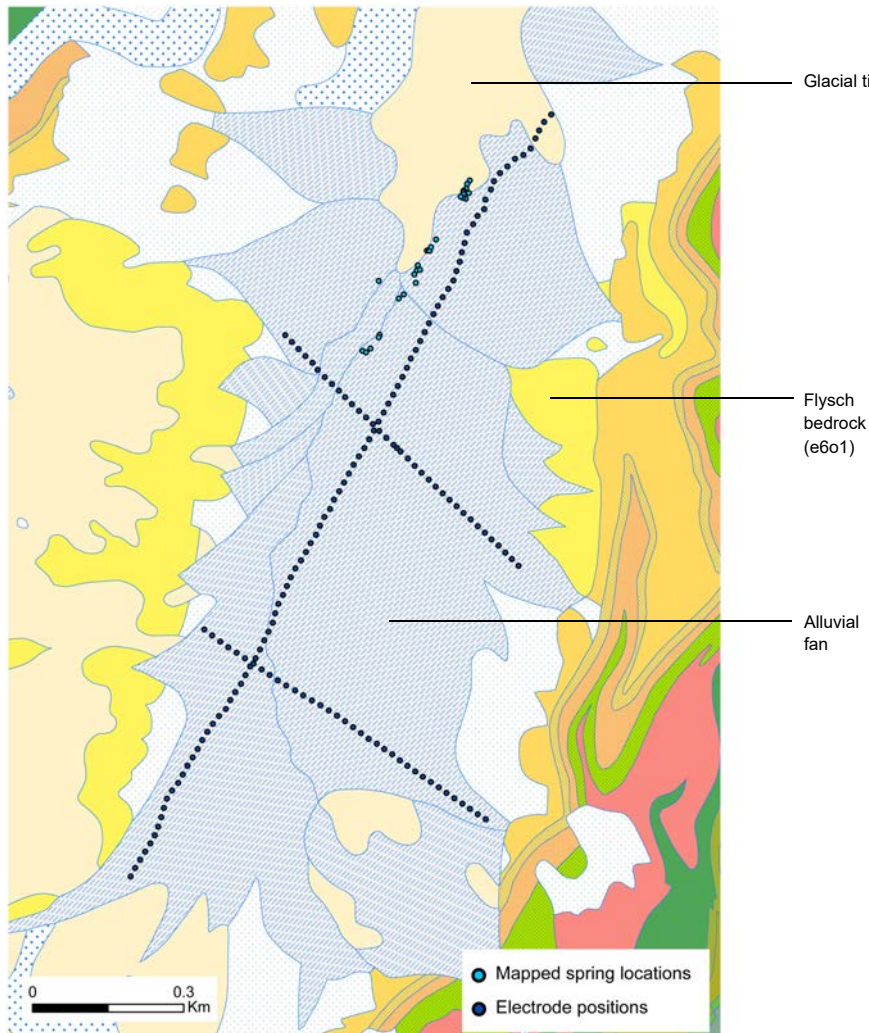 Glacial ti
Flysch
bedrock
(e6o1)
Alluvial
fan
Mapped spring locations
Electrode positions
0 0.3
Km